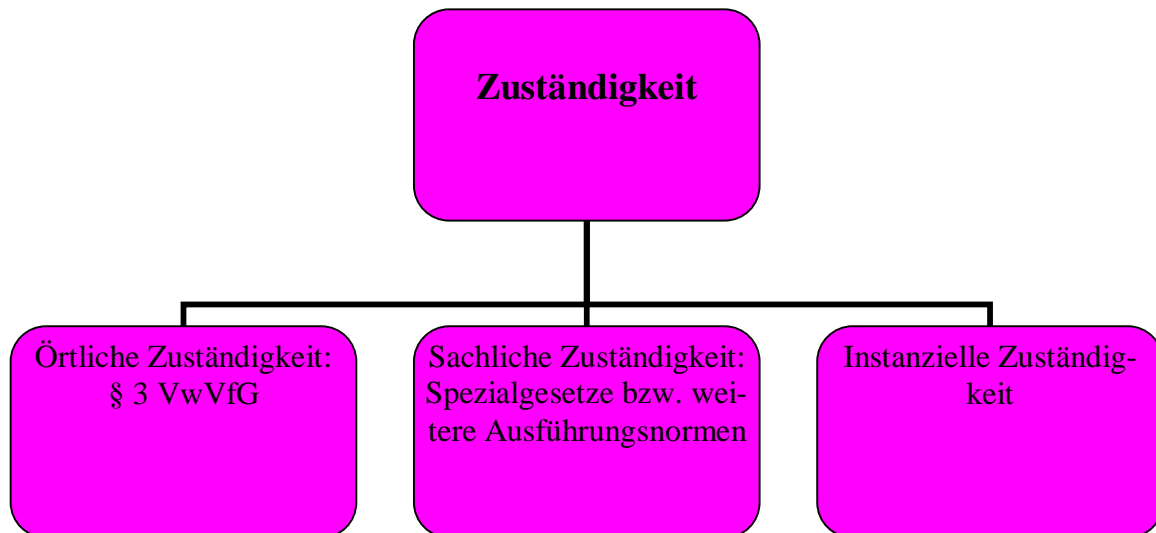 Zuständigkeit
Örtliche Zuständigkeit:
§ 3 VwVfG
Sachliche Zuständigkeit:
Spezialgesetze bzw. wei-
tere Ausführungsnormen
Instanzielle Zuständig-
keit